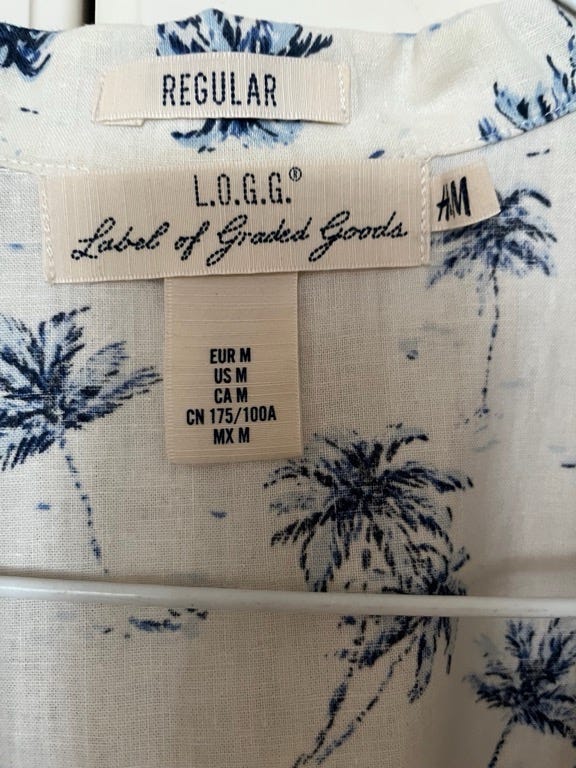 REGULAR
L.O.G.G.®
Label of Graded Goods
H&M
EUR M
US M
CA M
CN 175/100A
MX M